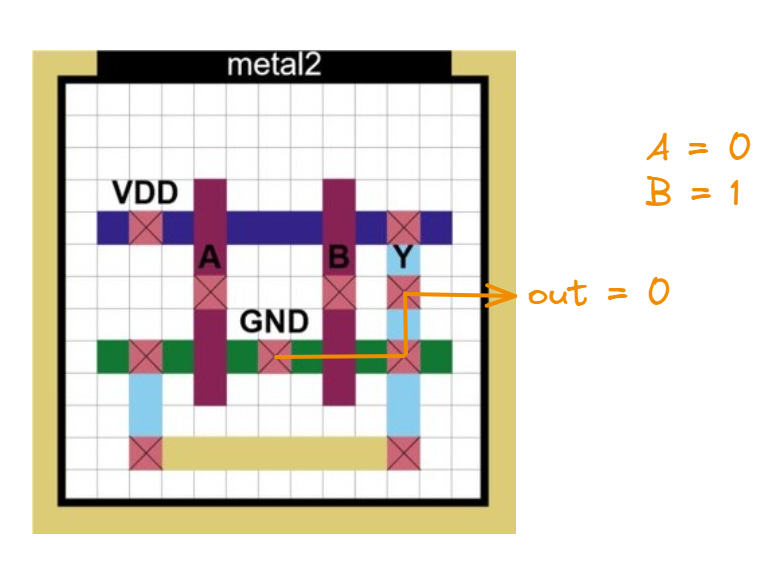 metal2
A = 0
B = 1
VDD
A
B
Y
out = 0
GND